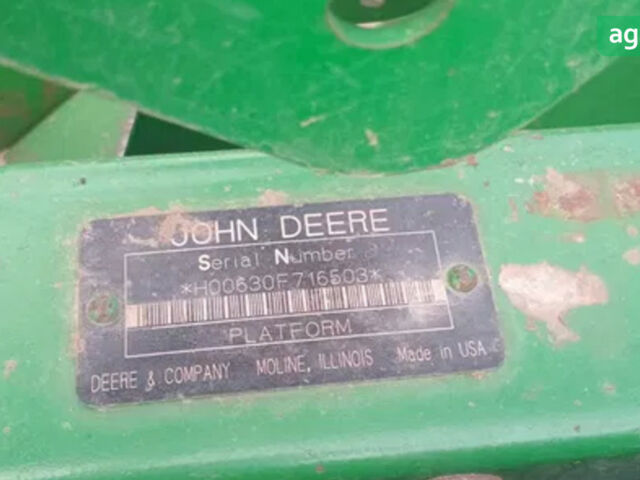 ag
JOHN DEERE
Serial Number
*H00630F716503*
PLATFORM
DEERE & COMPANY MOLINE, ILLINOIS Made in USA